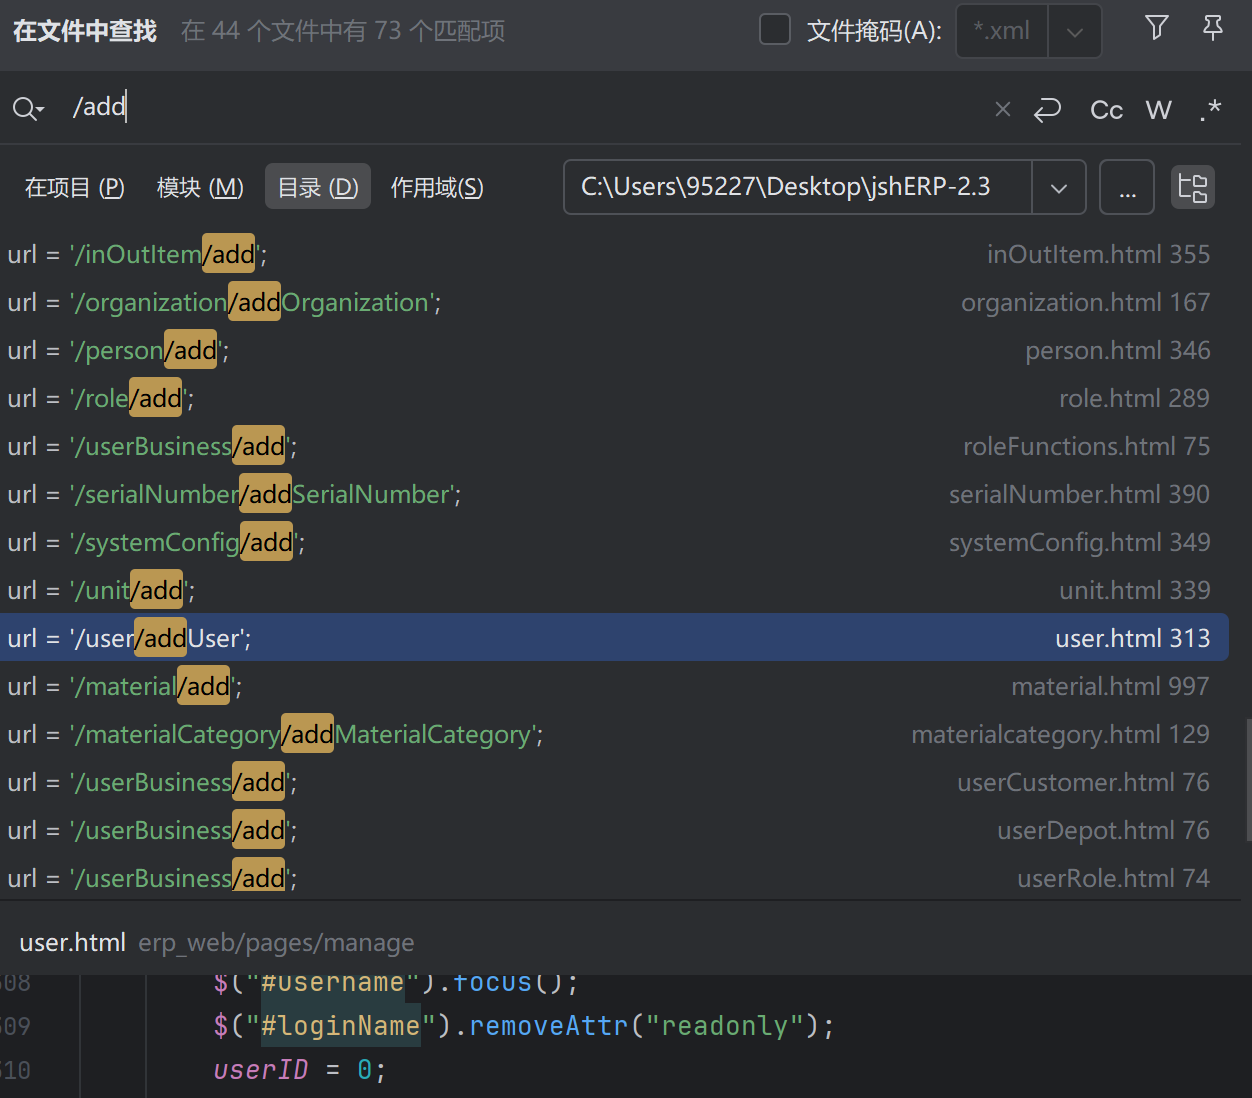 在文件中查找 在 44 个文件中有 73 个匹配项 文件掩码(A): *.xml
/add Cc W .*
在项目 (P) 模块 (M) 目录 (D) 作用域(S) C:\Users\95227\Desktop\jshERP-2.3 ...
url = '/inOutItem/add'; inOutItem.html 355
url = '/organization/addOrganization'; organization.html 167
url = '/person/add'; person.html 346
url = '/role/add'; role.html 289
url = '/userBusiness/add'; roleFunctions.html 75
url = '/serialNumber/addSerialNumber'; serialNumber.html 390
url = '/systemConfig/add'; systemConfig.html 349
url = '/unit/add'; unit.html 339
url = '/user/addUser'; user.html 313
url = '/material/add'; material.html 997
url = '/materialCategory/addMaterialCategory'; materialcategory.html 129
url = '/userBusiness/add'; userCustomer.html 76
url = '/userBusiness/add'; userDepot.html 76
url = '/userBusiness/add'; userRole.html 74
user.html erp_web/pages/manage
308 $("#username").focus();
309 $("#loginName").removeAttr("readonly");
310 userID = 0;